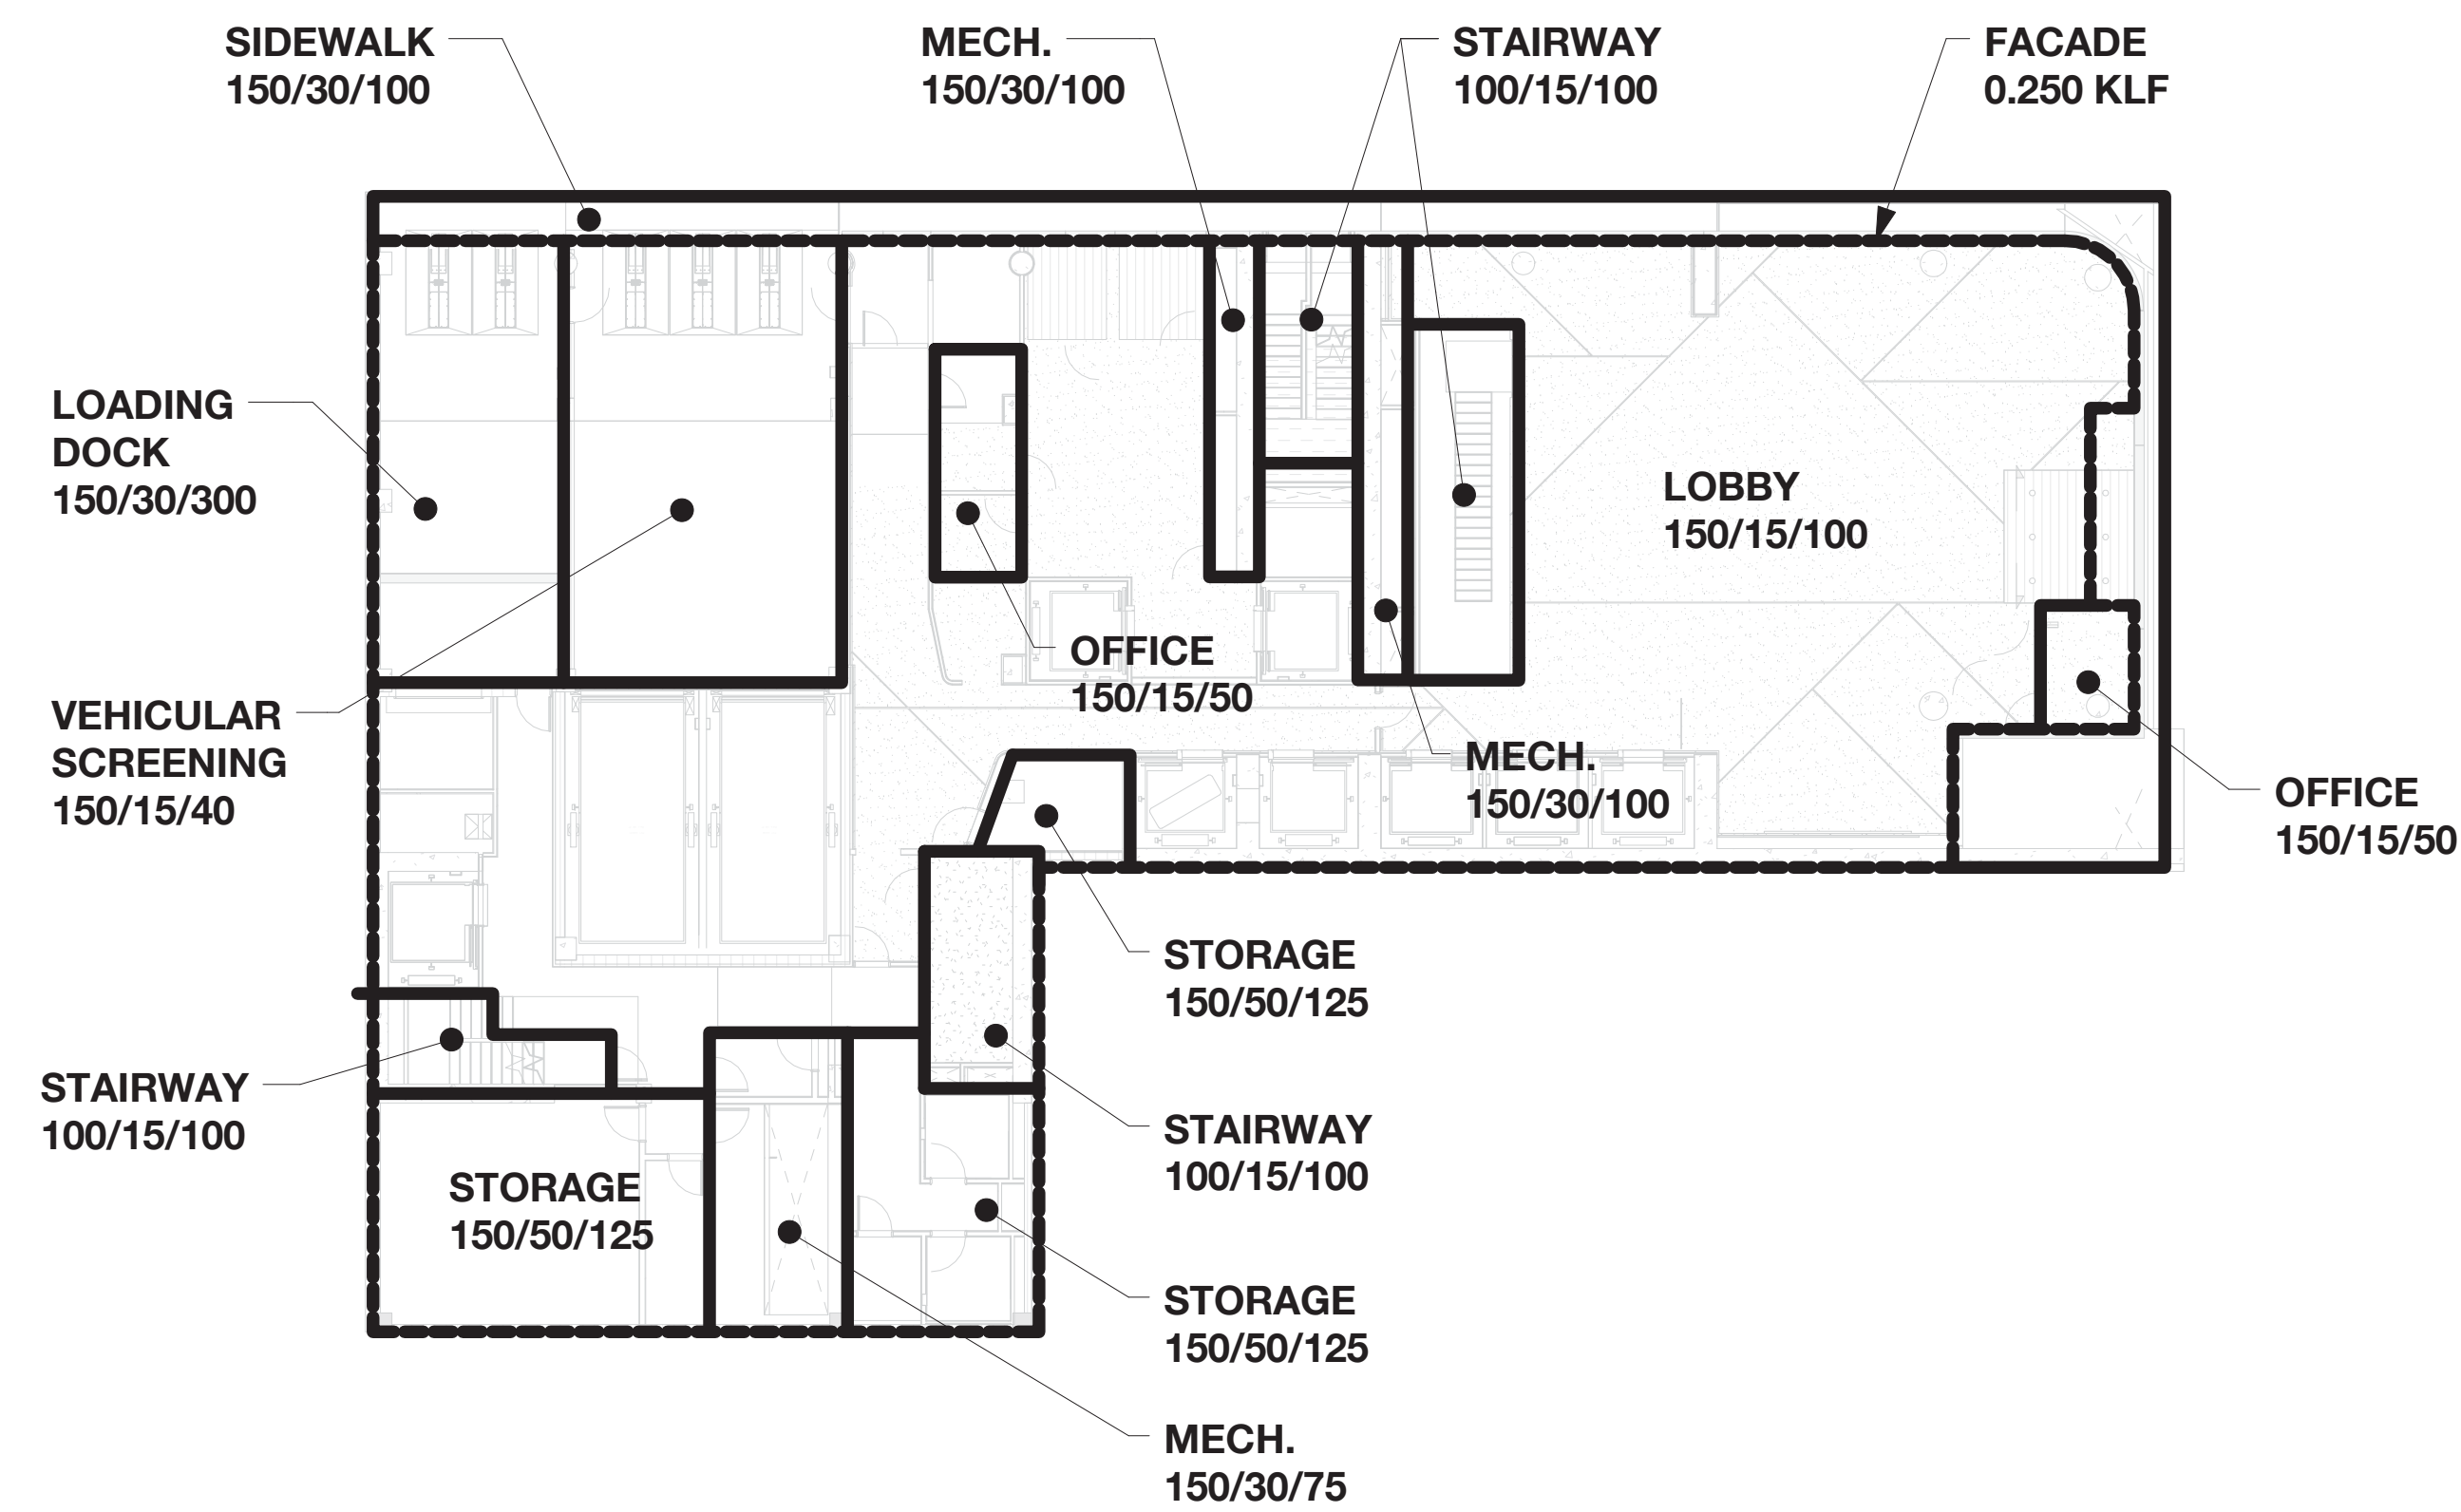 SIDEWALK
150/30/100
MECH.
150/30/100
STAIRWAY
100/15/100
FACADE
0.250 KLF
LOADING
DOCK
150/30/300
LOBBY
150/15/100
OFFICE
150/15/50
VEHICULAR
SCREENING
150/15/40
MECH.
150/30/100
OFFICE
150/15/50
STORAGE
150/50/125
STAIRWAY
100/15/100
STAIRWAY
100/15/100
STORAGE
150/50/125
STORAGE
150/50/125
MECH.
150/30/75